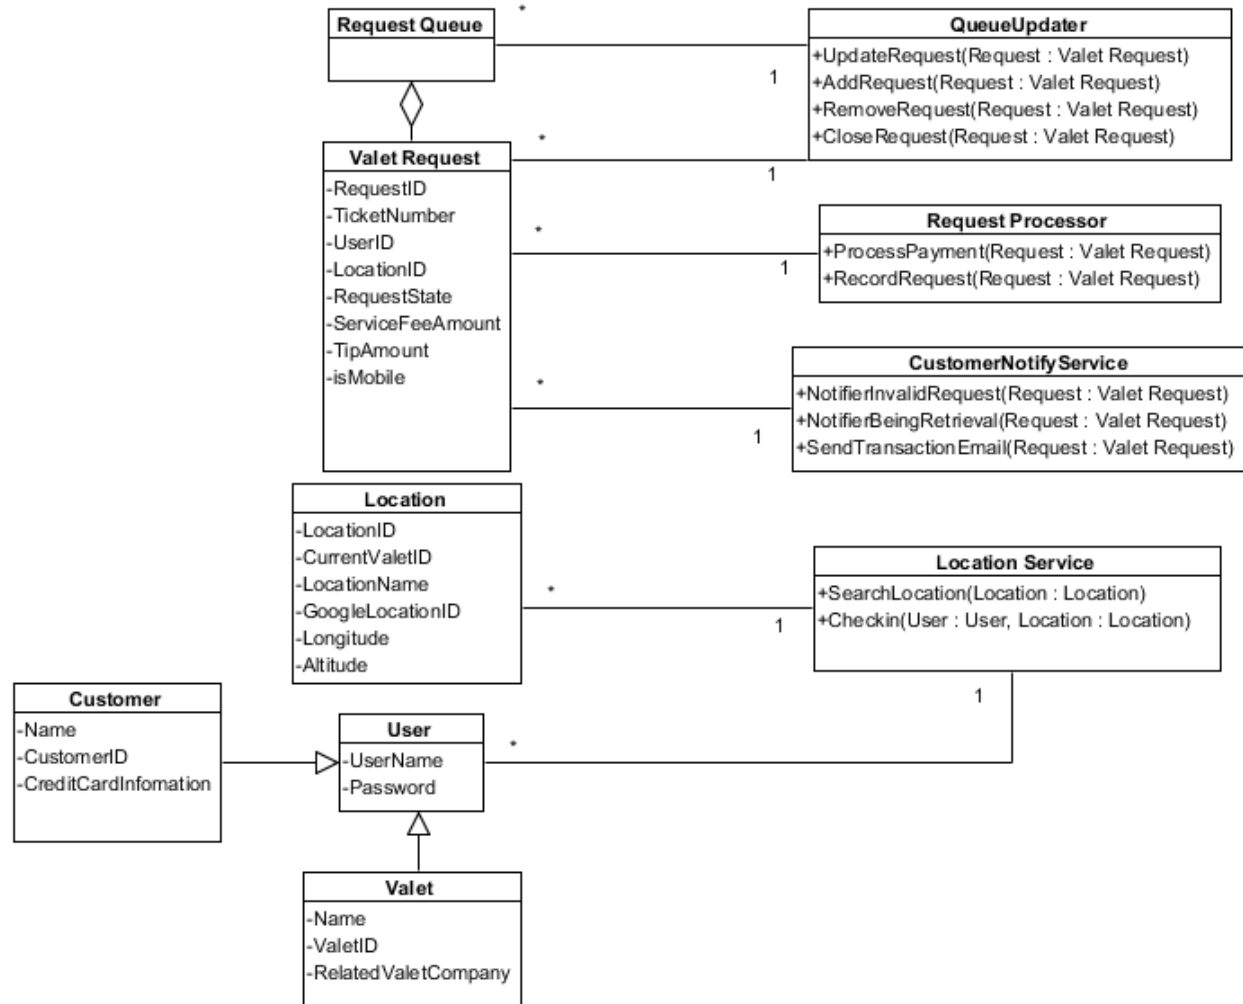 Request Queue
*
1
QueueUpdater
+UpdateRequest(Request : Valet Request)
+AddRequest(Request : Valet Request)
+RemoveRequest(Request : Valet Request)
+CloseRequest(Request : Valet Request)
Valet Request
-RequestID
-TicketNumber
-UserID
-LocationID
-RequestState
-ServiceFeeAmount
-TipAmount
-isMobile
*
1
*
1
Request Processor
+ProcessPayment(Request : Valet Request)
+RecordRequest(Request : Valet Request)
*
1
CustomerNotifyService
+NotifierInvalidRequest(Request : Valet Request)
+NotifierBeingRetrieval(Request : Valet Request)
+SendTransactionEmail(Request : Valet Request)
Location
-LocationID
-CurrentValetID
-LocationName
-GoogleLocationID
-Longitude
-Altitude
*
1
Location Service
+SearchLocation(Location : Location)
+Checkin(User : User, Location : Location)
1
Customer
-Name
-CustomerID
-CreditCardInfomation
User
-UserName
-Password
*
Valet
-Name
-ValetID
-RelatedValetCompany